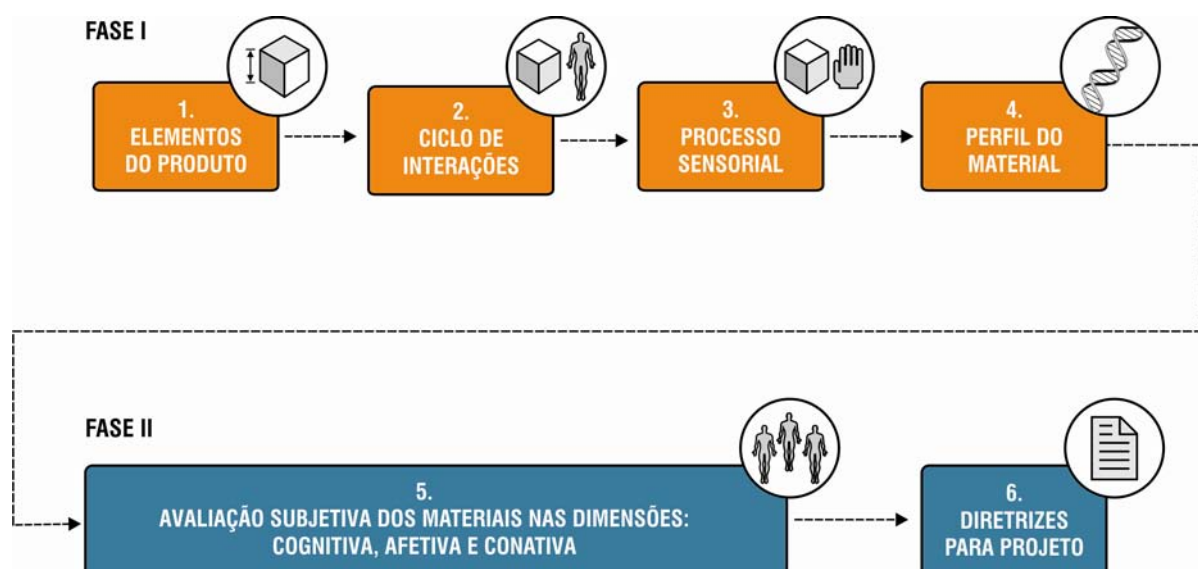 FASE I
1.
ELEMENTOS
DO PRODUTO
2.
CICLO DE
INTERAÇÕES
3.
PROCESSO
SENSORIAL
4.
PERFIL DO
MATERIAL
FASE II
5.
AVALIAÇÃO SUBJETIVA DOS MATERIAIS NAS DIMENSÕES:
COGNITIVA, AFETIVA E CONATIVA
6.
DIRETRIZES
PARA PROJETO